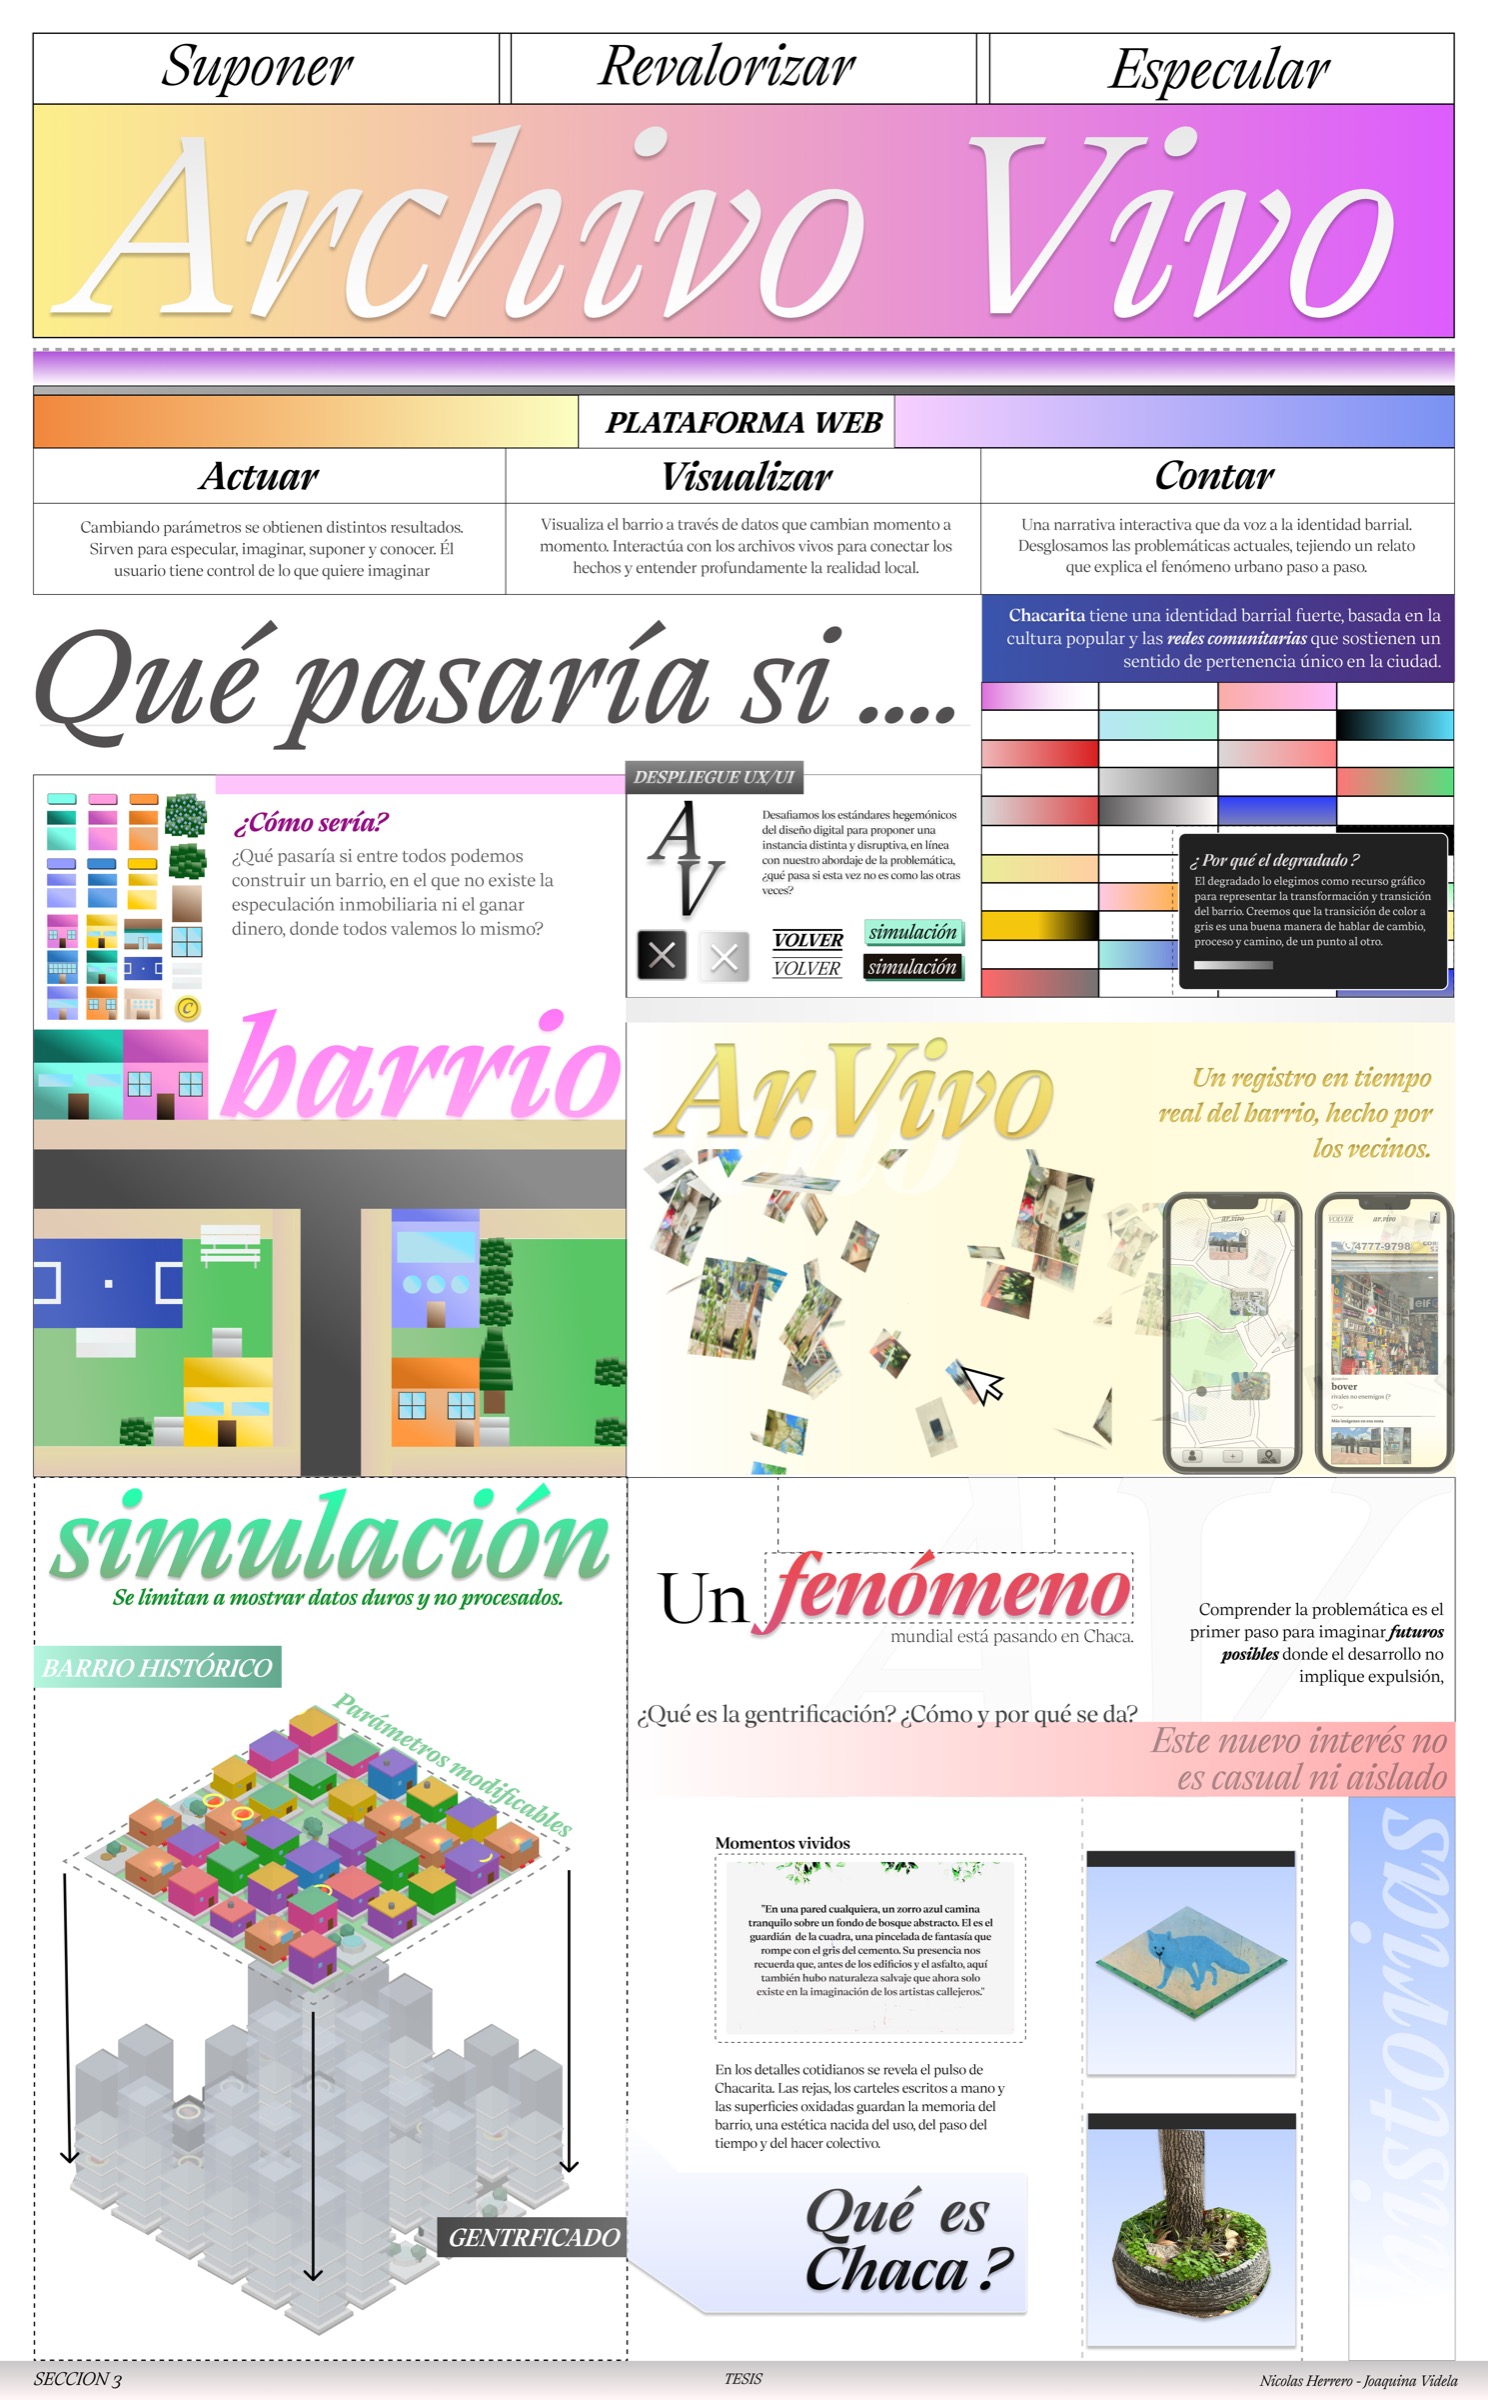 Suponer
Revalorizar
Especular
Archivo Vivo
PLATAFORMA WEB
Actuar
Cambiando parámetros se obtienen distintos resultados.
Sirven para especular, imaginar, suponer y conocer. Él
usuario tiene control de lo que quiere imaginar
Visualizar
Visualiza el barrio a través de datos que cambian momento a
momento. Interactúa con los archivos vivos para conectar los
hechos y entender profundamente la realidad local.
Contar
Una narrativa interactiva que da voz a la identidad barrial.
Desglosamos las problemáticas actuales, tejiendo un relato
que explica el fenómeno urbano paso a paso.
Qué pasaría si ....
Chacarita tiene una identidad barrial fuerte, basada en la
cultura popular y las redes comunitarias que sostienen un
sentido de pertenencia único en la ciudad.
¿Cómo sería?
¿Qué pasaría si entre todos podemos
construir un barrio, en el que no existe la
especulación inmobiliaria ni el ganar
dinero, donde todos valemos lo mismo?
C
barrio
DESPLIEGUE UX/UI
A
V
Desafiamos los estándares hegemónicos
del diseño digital para proponer una
instancia distinta y disruptiva, en línea
con nuestro abordaje de la problemática,
¿qué pasa si esta vez no es como las otras
veces?
VOLVER
VOLVER
simulación
simulación
¿ Por qué el degradado ?
El degradado lo elegimos como recurso gráfico
para representar la transformación y transición
del barrio. Creemos que la transición de color a
gris es una buena manera de hablar de cambio,
proceso y camino, de un punto al otro.
Ar.Vivo
Un registro en tiempo
real del barrio, hecho por
los vecinos.
ar.vivo
i
VOLVER
ar.vivo
i
4777-9798
elf
bover
rivales no enemigos (?
Más imágenes en esa zona
simulación
Se limitan a mostrar datos duros y no procesados.
BARRIO HISTÓRICO
Parámetros modificables
GENTRFICADO
Un fenómeno
mundial está pasando en Chaca.
Comprender la problemática es el
primer paso para imaginar futuros
posibles donde el desarrollo no
implique expulsión,
¿Qué es la gentrificación? ¿Cómo y por qué se da?
Este nuevo interés no
es casual ni aislado
Momentos vividos
"En una pared cualquiera, un zorro azul camina
tranquilo sobre un fondo de bosque abstracto. El es el
guardián de la cuadra, una pincelada de fantasía que
rompe con el gris del cemento. Su presencia nos
recuerda que, antes de los edificios y el asfalto, aquí
también hubo naturaleza salvaje que ahora solo
existe en la imaginación de los artistas callejeros."
En los detalles cotidianos se revela el pulso de
Chacarita. Las rejas, los carteles escritos a mano y
las superficies oxidadas guardan la memoria del
barrio, una estética nacida del uso, del paso del
tiempo y del hacer colectivo.
Qué es
Chaca ?
historias
SECCION 3
TESIS
Nicolas Herrero - Joaquina Videla